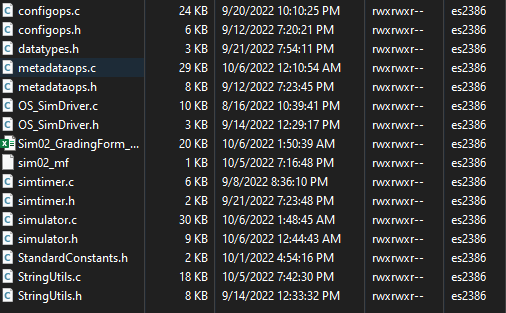 configops.c 24 KB 9/20/2022 10:10:25 PM rwxrwxr-- es2386
configops.h 6 KB 9/12/2022 7:20:21 PM rwxrwxr-- es2386
datatypes.h 3 KB 9/21/2022 7:54:11 PM rwxrwxr-- es2386
metadataops.c 29 KB 10/6/2022 12:10:54 AM rwxrwxr-- es2386
metadataops.h 8 KB 9/12/2022 7:23:45 PM rwxrwxr-- es2386
OS_SimDriver.c 10 KB 8/16/2022 10:39:41 PM rwxrwxr-- es2386
OS_SimDriver.h 3 KB 9/14/2022 12:29:17 PM rwxrwxr-- es2386
Sim02_GradingForm_... 20 KB 10/6/2022 1:50:39 AM rwxrwxr-- es2386
sim02_mf 1 KB 10/5/2022 7:16:48 PM rwxrwxr-- es2386
simtimer.c 6 KB 9/8/2022 8:36:10 PM rwxrwxr-- es2386
simtimer.h 2 KB 9/21/2022 7:23:48 PM rwxrwxr-- es2386
simulator.c 30 KB 10/6/2022 1:48:45 AM rwxrwxr-- es2386
simulator.h 9 KB 10/6/2022 12:44:43 AM rwxrwxr-- es2386
StandardConstants.h 2 KB 10/1/2022 4:54:16 PM rwxrwxr-- es2386
StringUtils.c 18 KB 10/5/2022 7:42:30 PM rwxrwxr-- es2386
StringUtils.h 8 KB 9/14/2022 12:33:32 PM rwxrwxr-- es2386